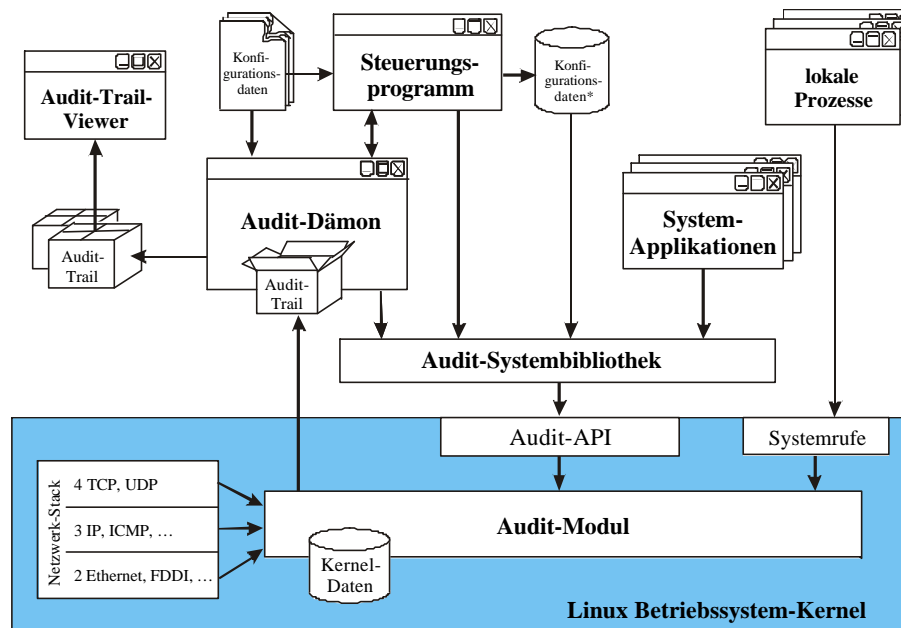 Konfi-
gurations-
daten
Steuerungs-
programm
Konfi-
gurations-
daten*
lokale
Prozesse
Audit-Trail-
Viewer
Audit-Dämon
System-
Applikationen
Audit-
Trail
Audit-
Trail
Audit-Systembibliothek
Audit-API
Systemrufe
Netzwerk-Stack
4 TCP, UDP
3 IP, ICMP, …
2 Ethernet, FDDI, …
Audit-Modul
Kernel-
Daten
Linux Betriebssystem-Kernel